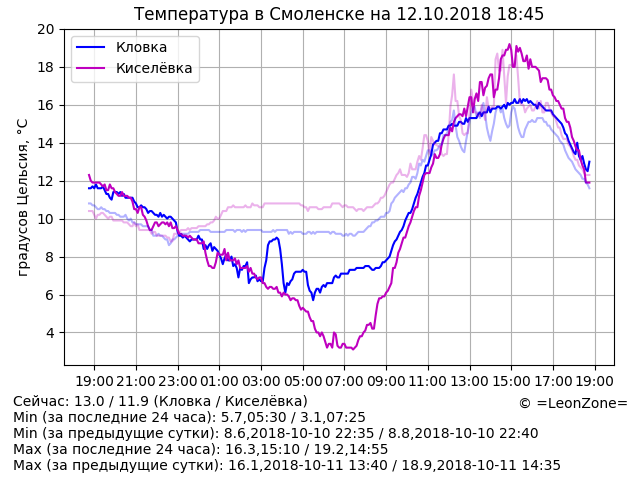 Температура в Смоленске на 12.10.2018 18:45
градусов Цельсия, °C
20
18
16
14
12
10
8
6
4
Кловка
Киселёвка
19:00 21:00 23:00 01:00 03:00 05:00 07:00 09:00 11:00 13:00 15:00 17:00 19:00
Сейчас: 13.0 / 11.9 (Кловка / Киселёвка)
© =LeonZone=
Min (за последние 24 часа): 5.7,05:30 / 3.1,07:25
Min (за предыдущие сутки): 8.6,2018-10-10 22:35 / 8.8,2018-10-10 22:40
Max (за последние 24 часа): 16.3,15:10 / 19.2,14:55
Max (за предыдущие сутки): 16.1,2018-10-11 13:40 / 18.9,2018-10-11 14:35